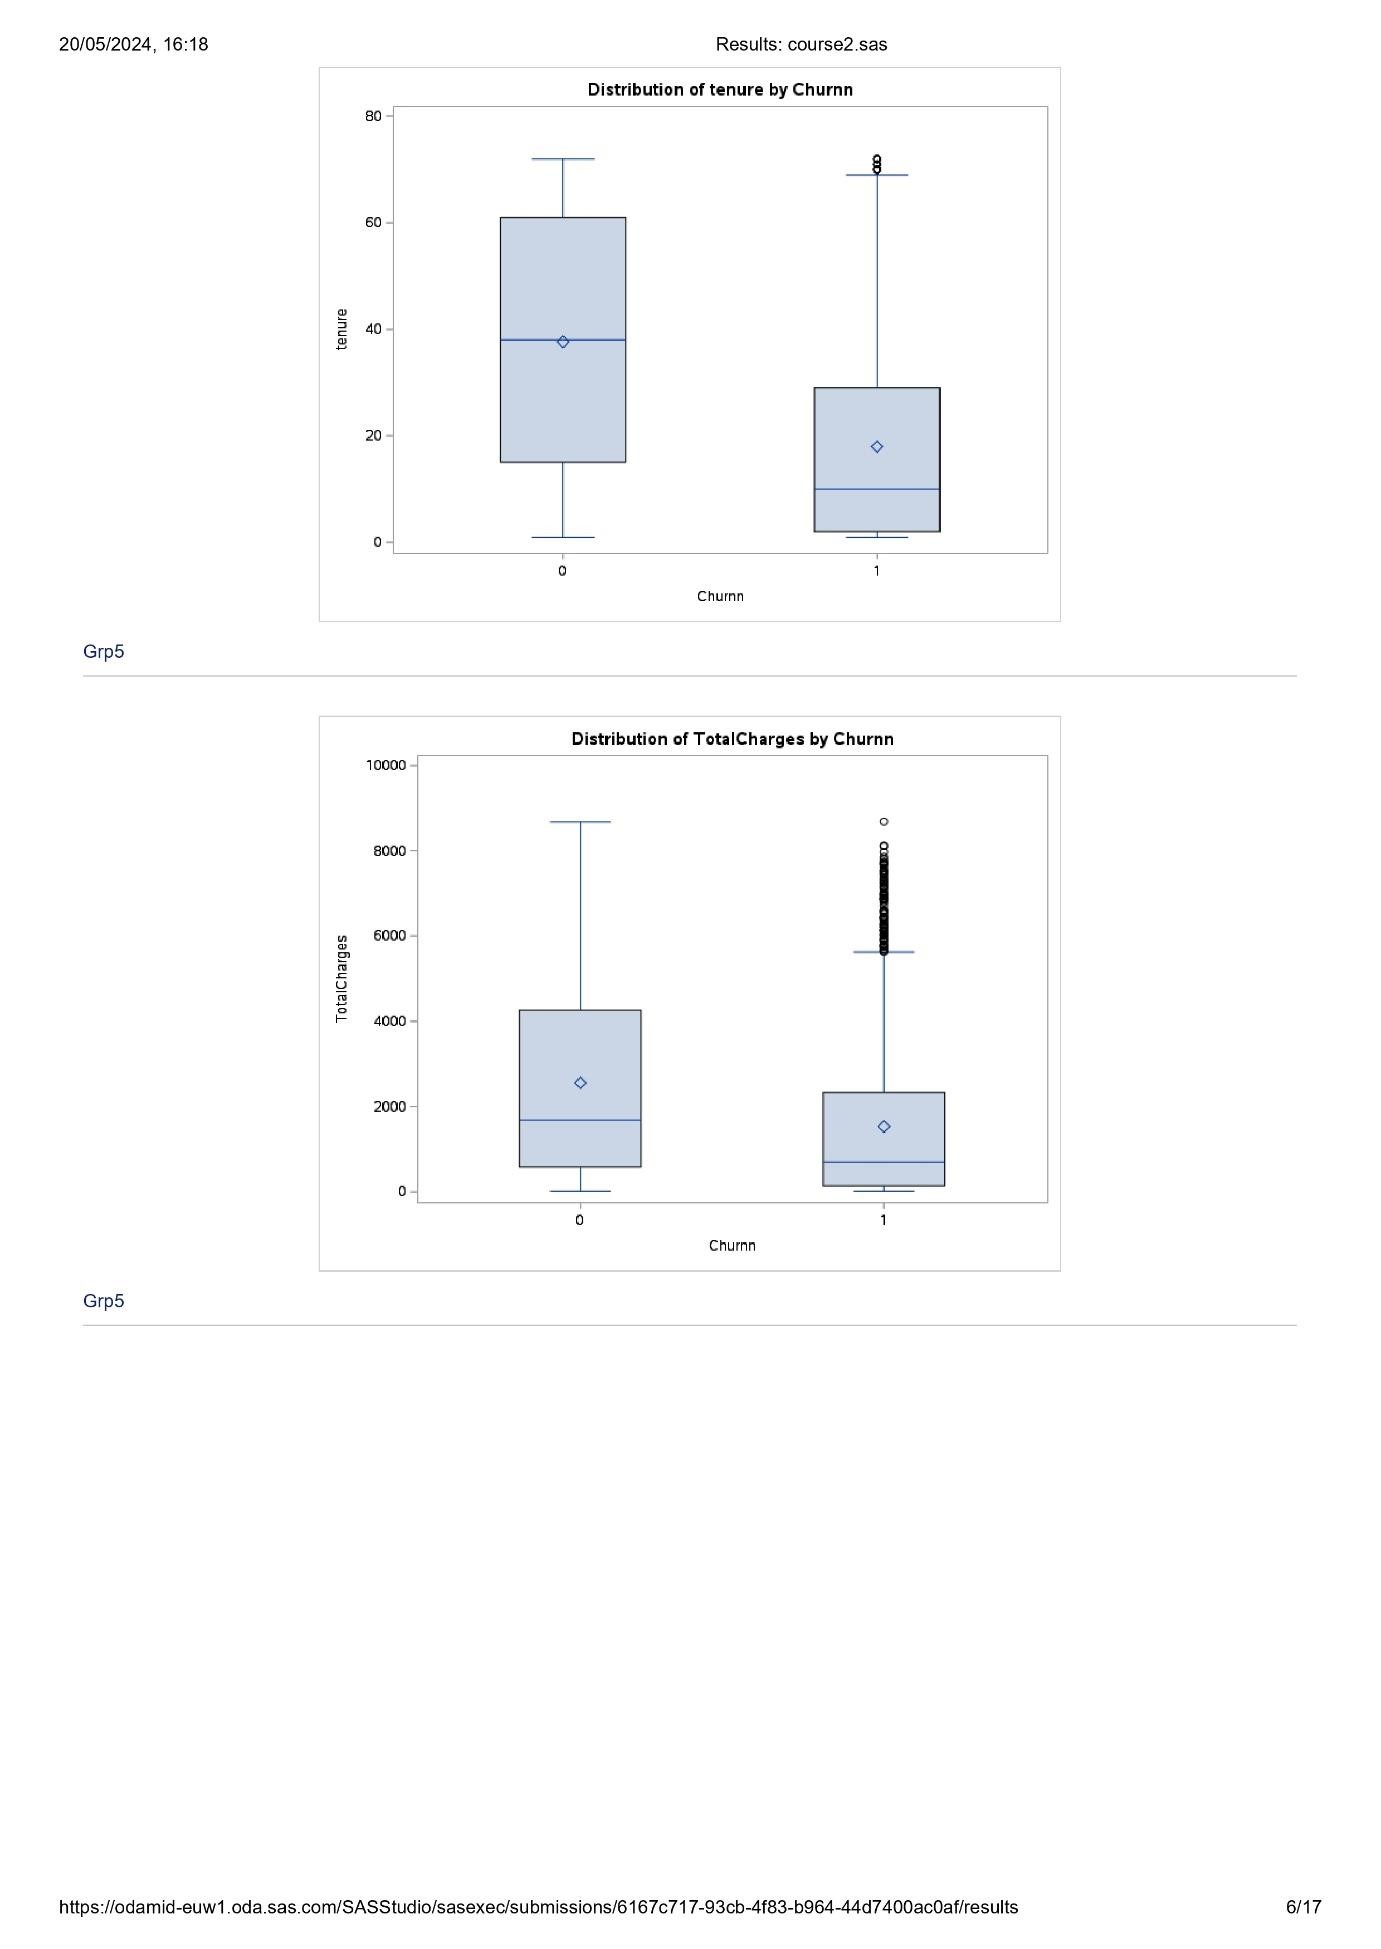 20/05/2024, 16:18 Results: course2.sas
Distribution of tenure by Churnn
80
60
40
20
0
tenure
0 1
Churnn
Grp5
Distribution of TotalCharges by Churnn
10000
8000
6000
4000
2000
0
TotalCharges
0 1
Churnn
Grp5
https://odamid-euw1.oda.sas.com/SASStudio/sasexec/submissions/6167c717-93cb-4f83-b964-44d7400ac0af/results 6/17